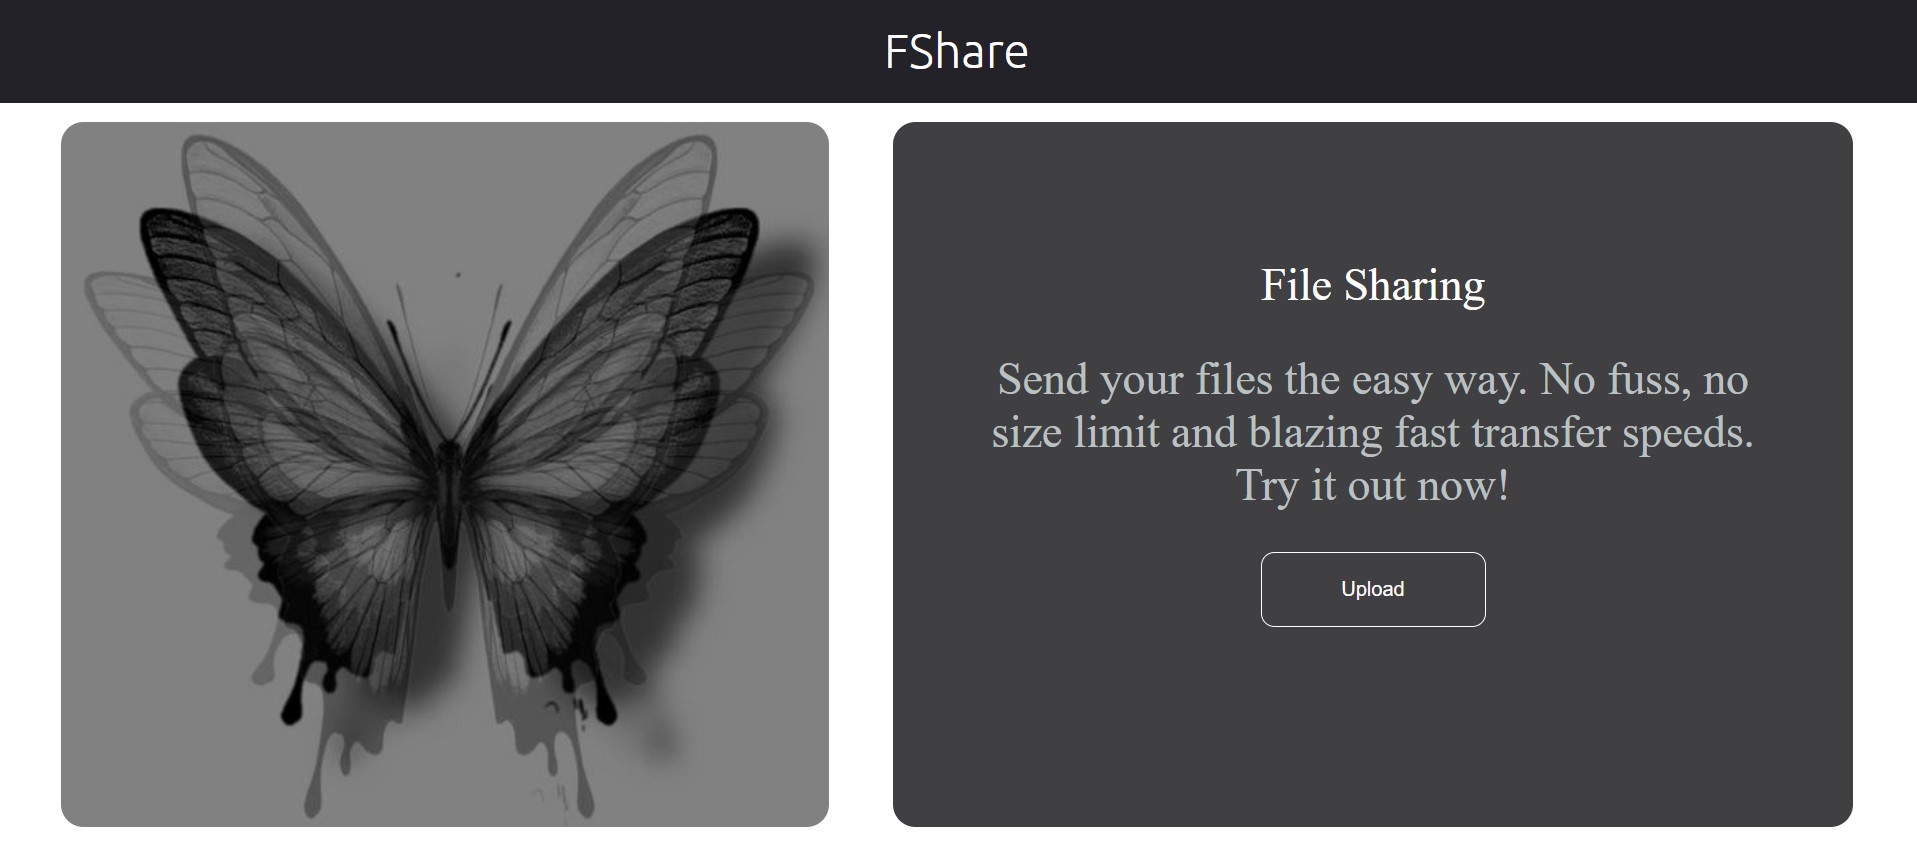 FShare
File Sharing
Send your files the easy way. No fuss, no
size limit and blazing fast transfer speeds.
Try it out now!
Upload